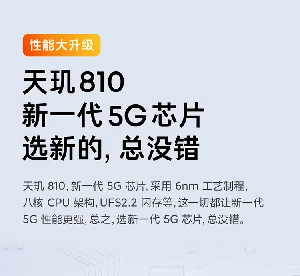 性能大升级
天玑 810
新一代 5G 芯片
选新的, 总没错
天玑 810, 新一代 5G 芯片, 采用 6nm 工艺制程,
八核 CPU 架构, UFS2.2 闪存等, 这一切都让新一代
5G 性能更强, 总之, 选新 5G 芯片, 总没错。